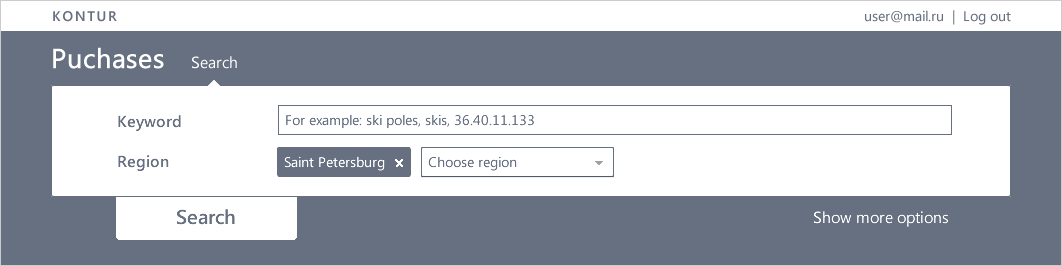 KONTUR user@mail.ru | Log out
Puchases Search
Keyword For example: ski poles, skis, 36.40.11.133
Region Saint Petersburg × Choose region
Search Show more options